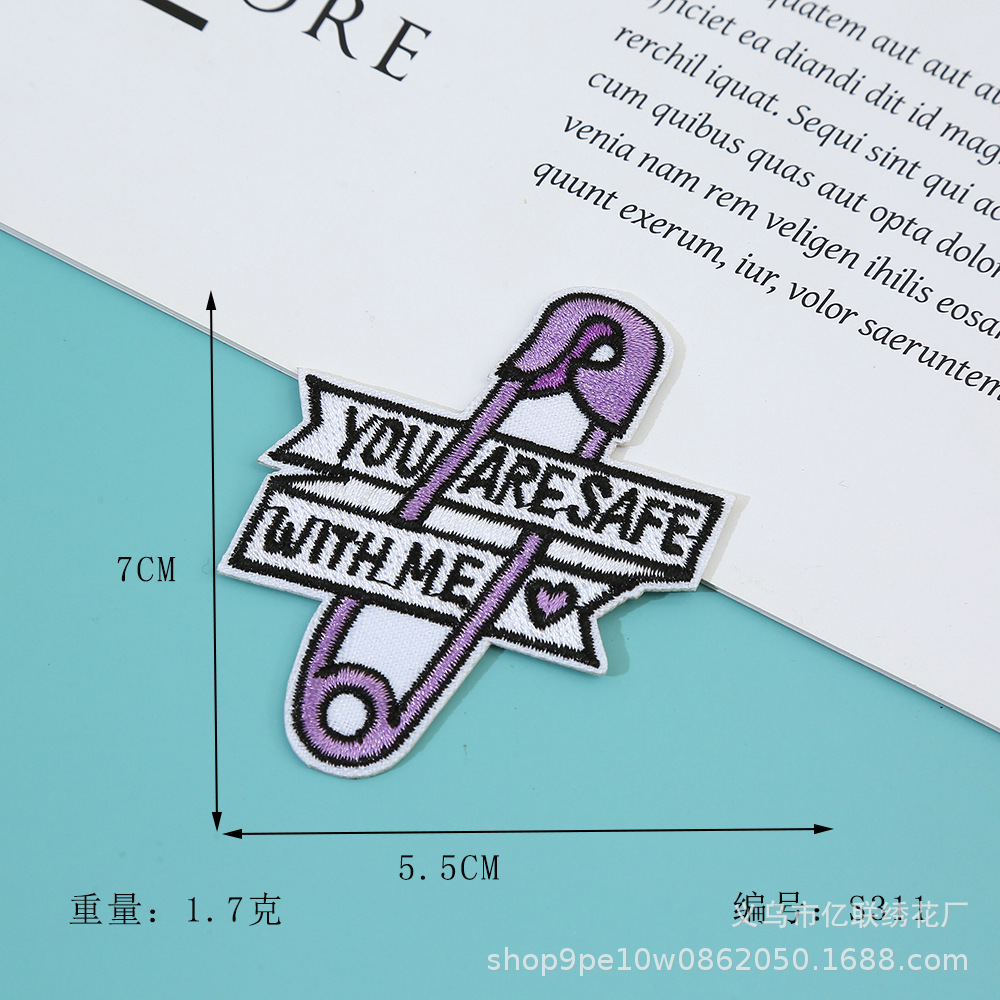 ORE
quatem aut aut au
officiet ea diandi dit id mag
rerchil iquat. Sequi sint qui ac
cum quibus quas aut opta dolo
venia nam rem veligen ihilis eosa
quunt exerum, iur, volor saeruntem
YOU ARE SAFE
WITH ME
7CM
5.5CM
重量：1.7克
编号：S311
义乌市亿联绣花厂
shop9pe10w0862050.1688.com